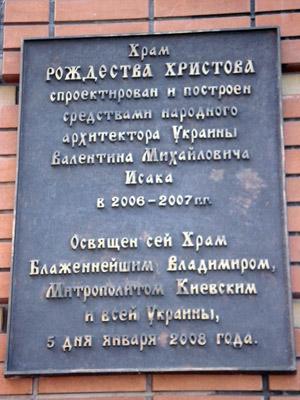 Храм
РОЖДЕСТВА ХРИСТОВА
спроектирован и построен
средствами народного
архитектора Украины
Валентина Михайловича
Исака
в 2006-2007 г.г.
Освящен сей Храм
Блаженнейшим Владимиром,
Митрополитом Киевским
и всей Украины,
5 дня января 2008 года.